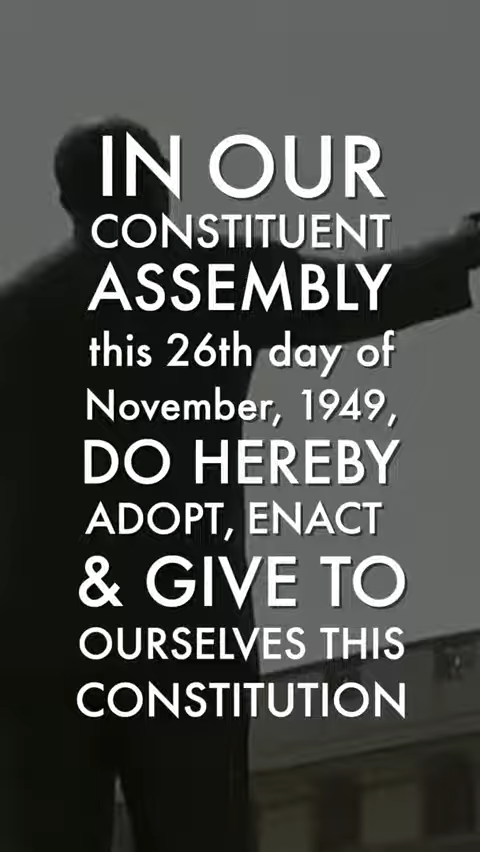 IN OUR
CONSTITUENT
ASSEMBLY
this 26th day of
November, 1949,
DO HEREBY
ADOPT, ENACT
& GIVE TO
OURSELVES THIS
CONSTITUTION